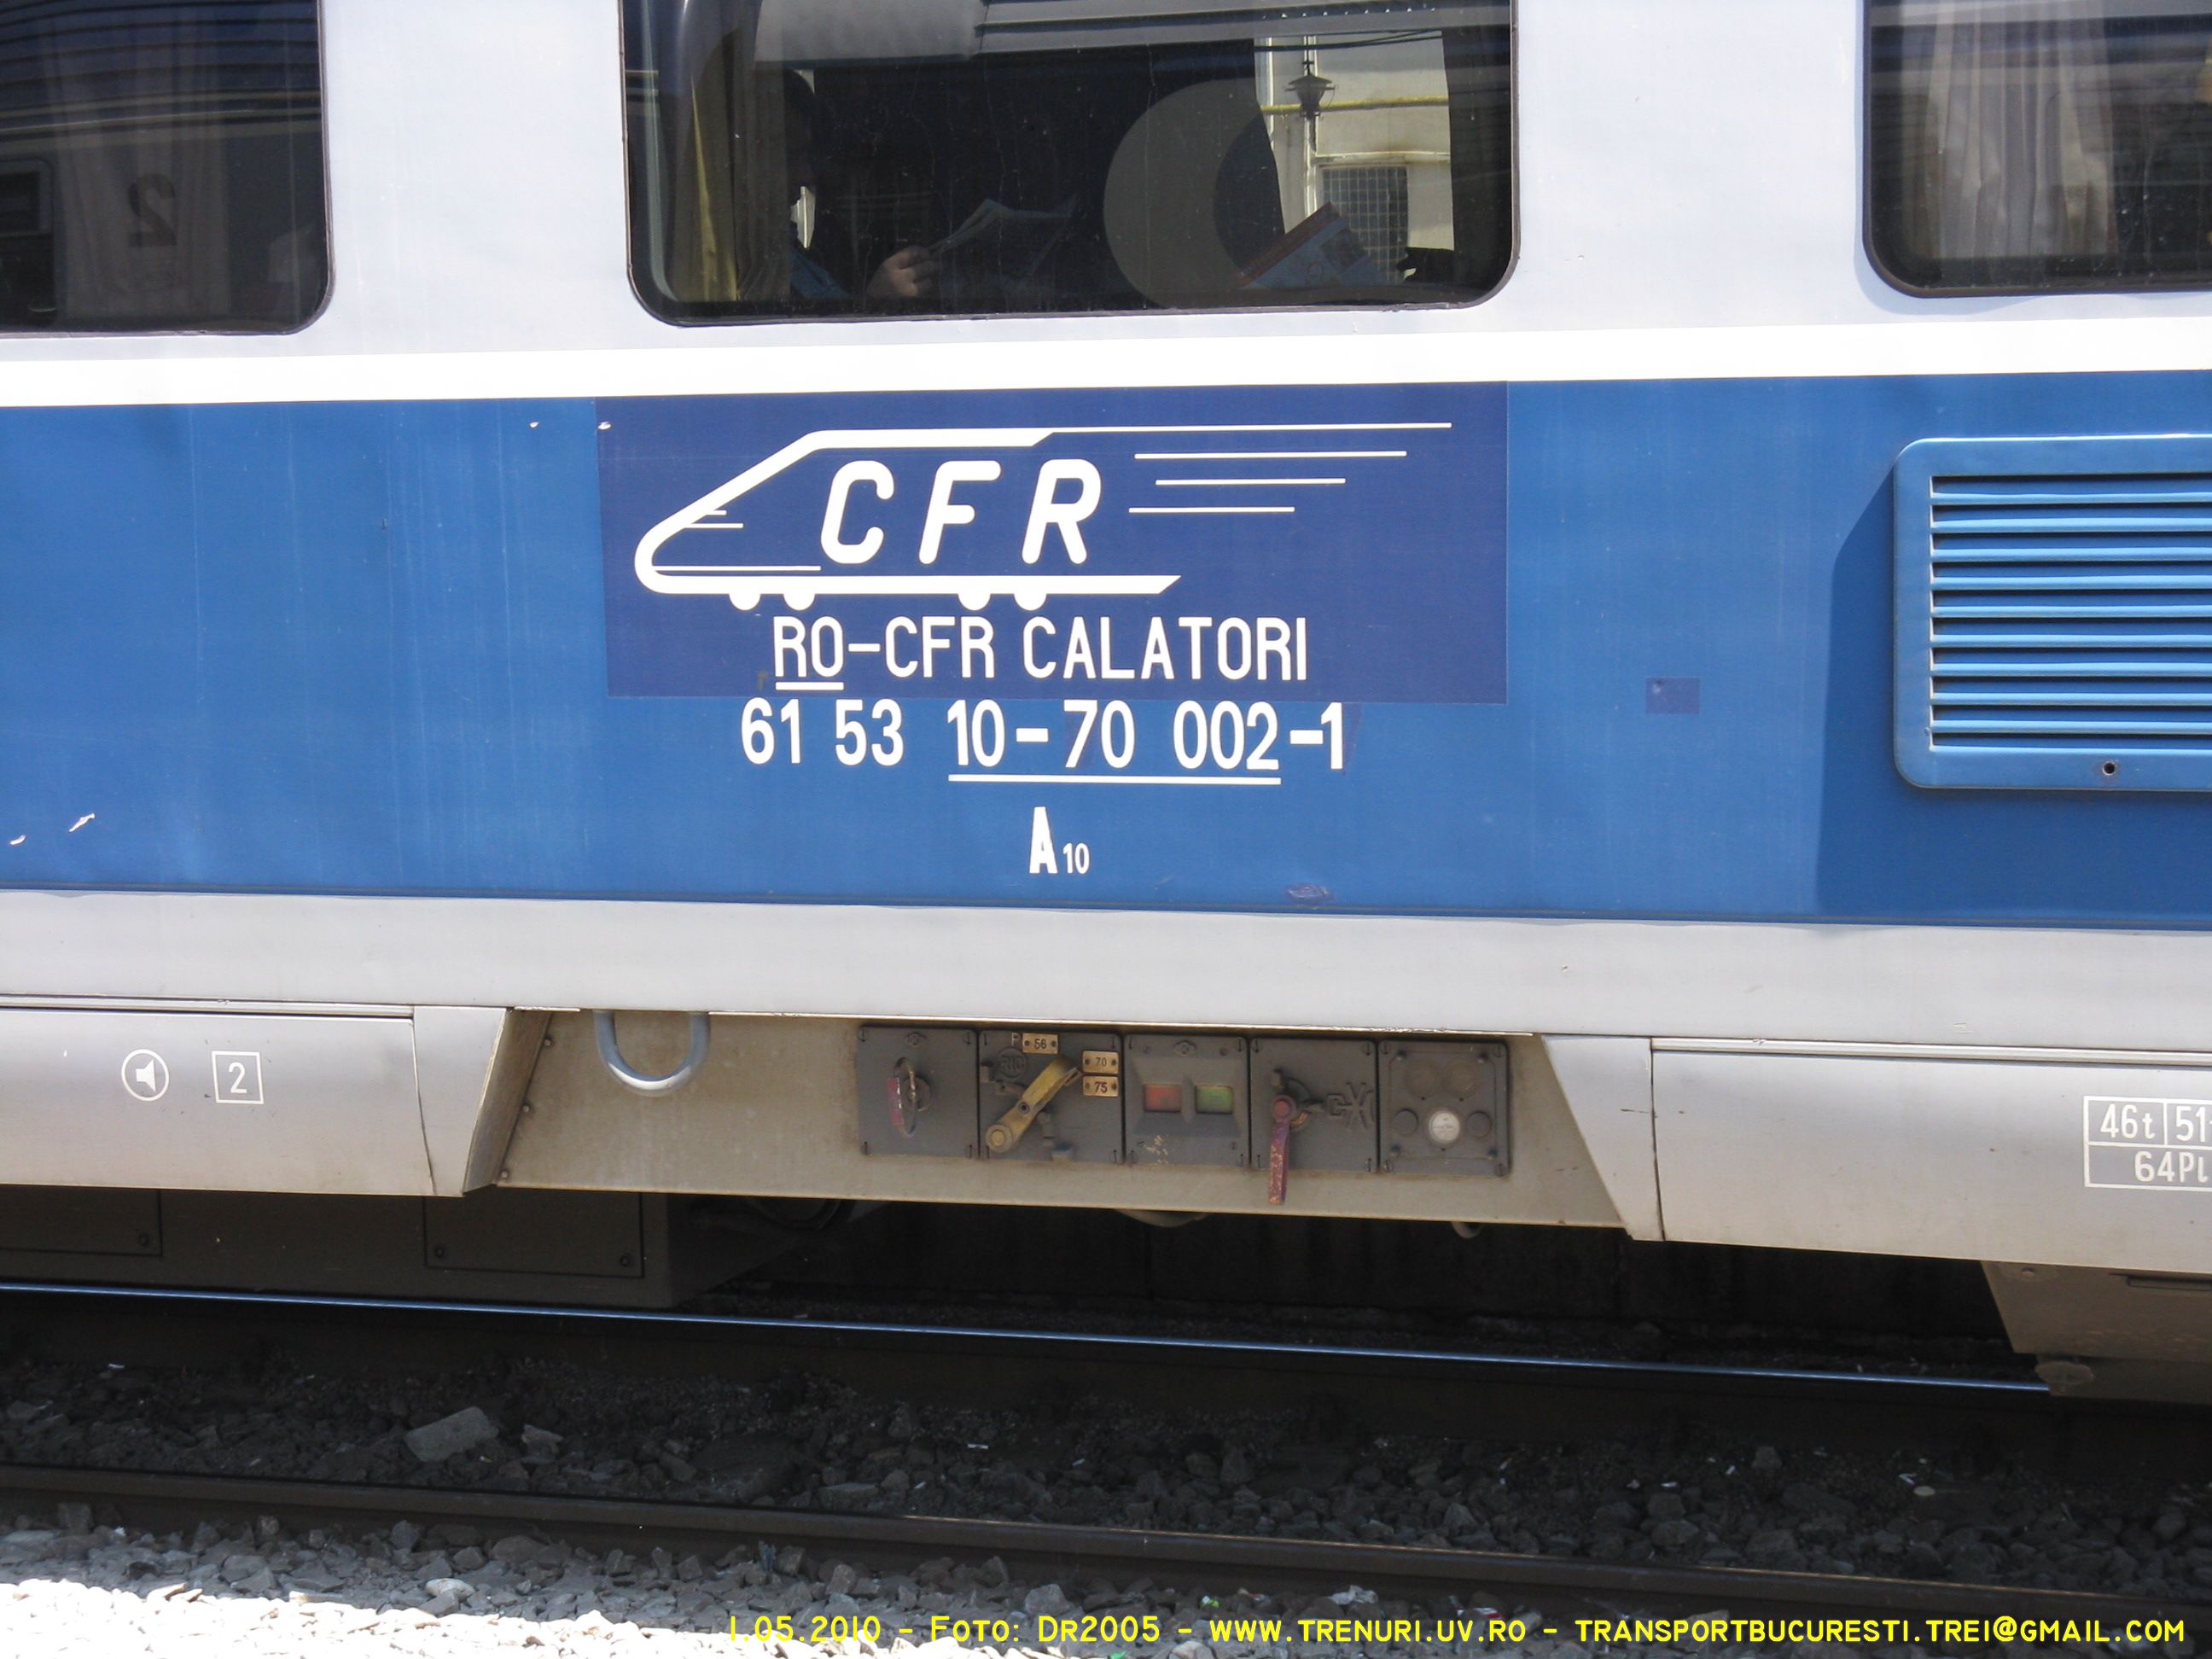 CFR
RO-CFR CALATORI
61 53 10-70 002-1
A 10
P 56
70
75
2
46t 51
64Pl
1.05.2010 - Foto: Dr2005 - www.trenuri.uv.ro - transportbucuresti.trei@gmail.com